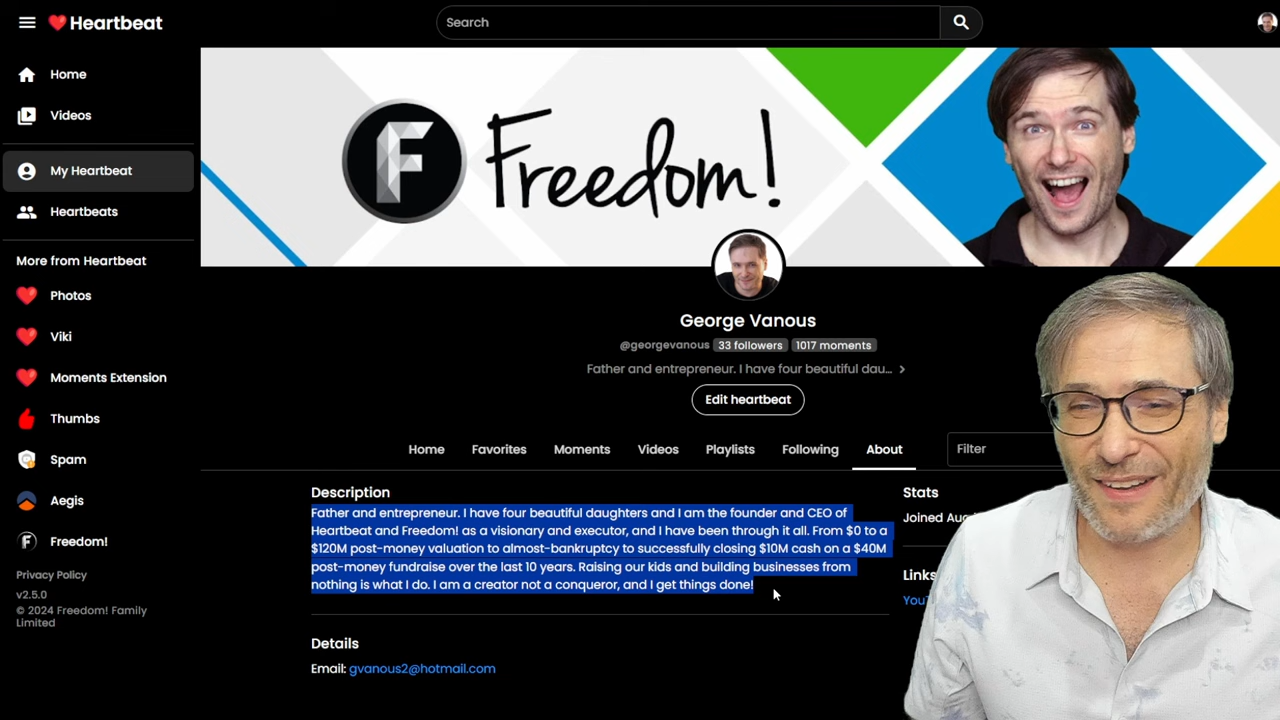 Heartbeat
Search
Home
Videos
My Heartbeat
Heartbeats
More from Heartbeat
Photos
Viki
Moments Extension
Thumbs
Spam
Aegis
Freedom!
Privacy Policy
v2.5.0
© 2024 Freedom! Family
Limited
F Freedom!
George Vanous
@georgevanous 33 followers 1017 moments
Father and entrepreneur. I have four beautiful dau...
Edit heartbeat
Home Favorites Moments Videos Playlists Following About Filter
Description
Father and entrepreneur. I have four beautiful daughters and I am the founder and CEO of
Heartbeat and Freedom! as a visionary and executor, and I have been through it all. From $0 to a
$120M post-money valuation to almost-bankruptcy to successfully closing $10M cash on a $40M
post-money fundraise over the last 10 years. Raising our kids and building businesses from
nothing is what I do. I am a creator not a conqueror, and I get things done!
Details
Email: gvanous2@hotmail.com
Stats
Joined
Links